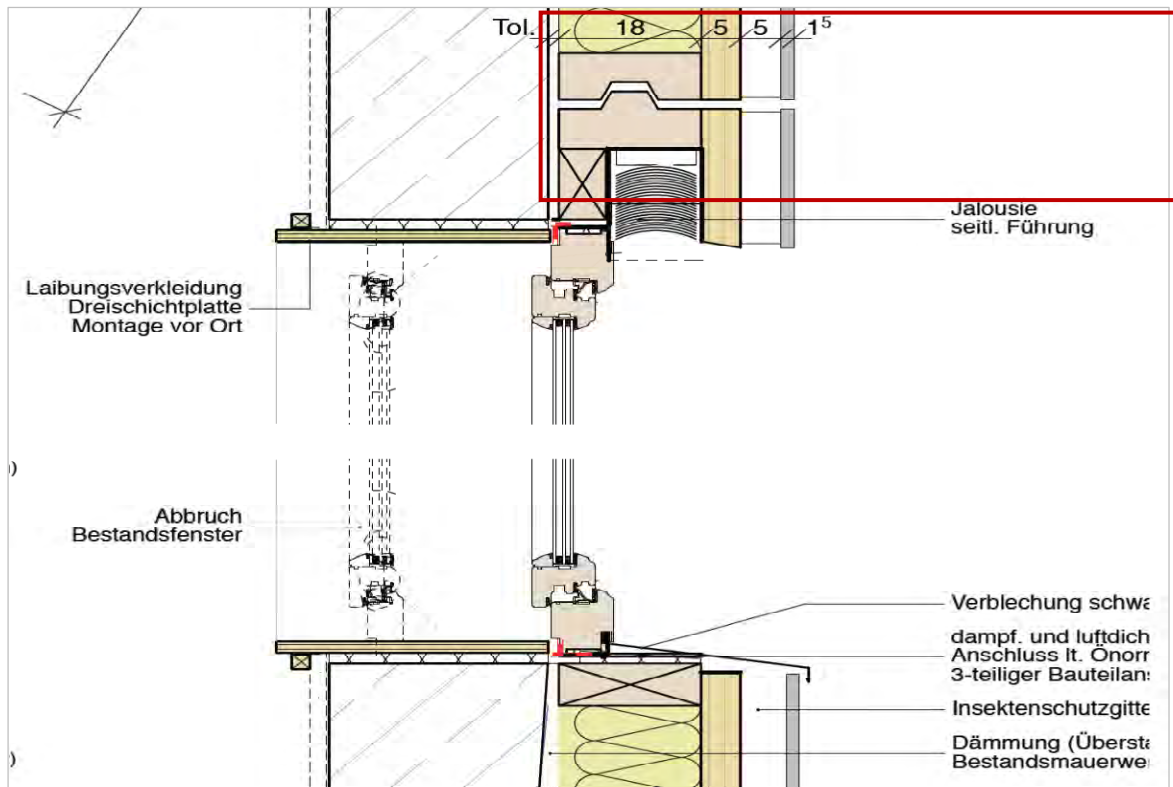 Tol. 18 5 5 1⁵
Jalousie
seitl. Führung
Laibungsverkleidung
Dreischichtplatte
Montage vor Ort
)
Abbruch
Bestandsfenster
Verblechung schwa
dampf. und luftdich
Anschluss lt. Önorr
3-teiliger Bauteilan
Insektenschutzgitte
Dämmung (Übersta
Bestandsmauerwe
)